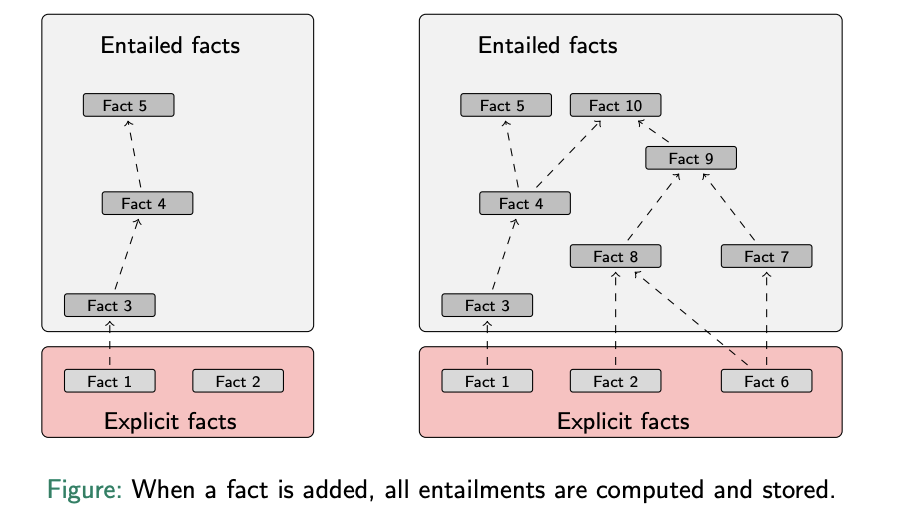 Entailed facts
Fact 5
Fact 4
Fact 3
Fact 1
Fact 2
Explicit facts
Entailed facts
Fact 5
Fact 10
Fact 9
Fact 4
Fact 8
Fact 7
Fact 3
Fact 1
Fact 2
Fact 6
Explicit facts
Figure: When a fact is added, all entailments are computed and stored.